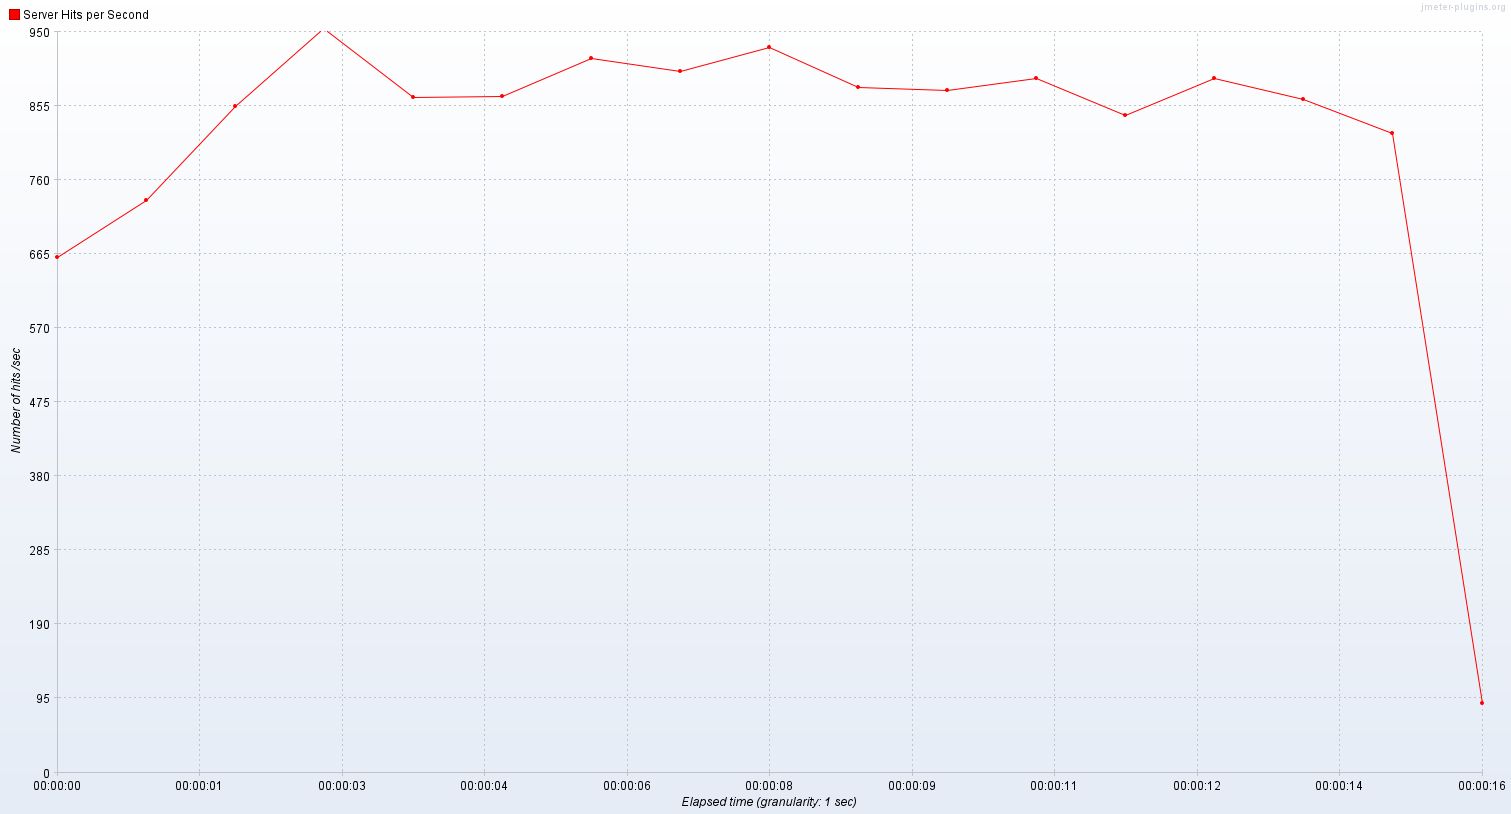 Server Hits per Second
jmeter-plugins.org
950
855
760
665
570
475
380
285
190
95
0
Number of hits /sec
00:00:00 00:00:01 00:00:03 00:00:04 00:00:06 00:00:08 00:00:09 00:00:11 00:00:12 00:00:14 00:00:16
Elapsed time (granularity: 1 sec)